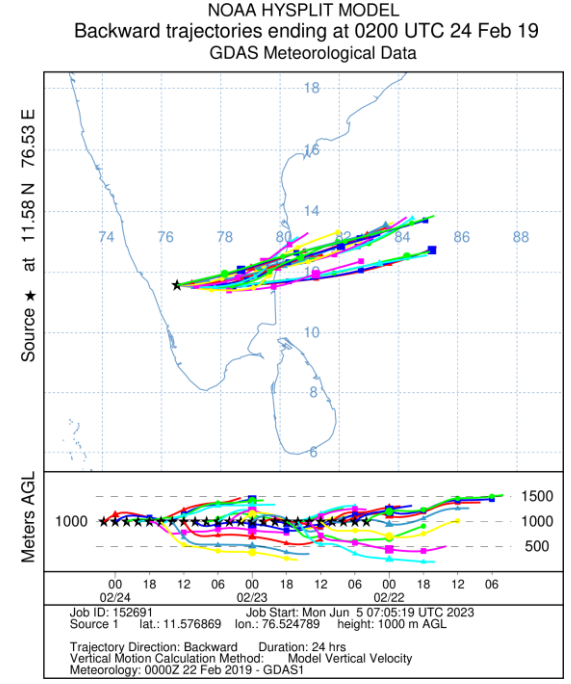 NOAA HYSPLIT MODEL
Backward trajectories ending at 0200 UTC 24 Feb 19
GDAS Meteorological Data
Source ★ at 11.58 N 76.53 E
18
16
14
74 76 78 80 82 84 86 88
12
10
8
6
Meters AGL
1500
1000 1000
500
00 18 12 06 00 18 12 06 00 18 12 06
02/24 02/23 02/22
Job ID: 152691 Job Start: Mon Jun 5 07:05:19 UTC 2023
Source 1 lat.: 11.576869 lon.: 76.524789 height: 1000 m AGL
Trajectory Direction: Backward Duration: 24 hrs
Vertical Motion Calculation Method: Model Vertical Velocity
Meteorology: 0000Z 22 Feb 2019 - GDAS1